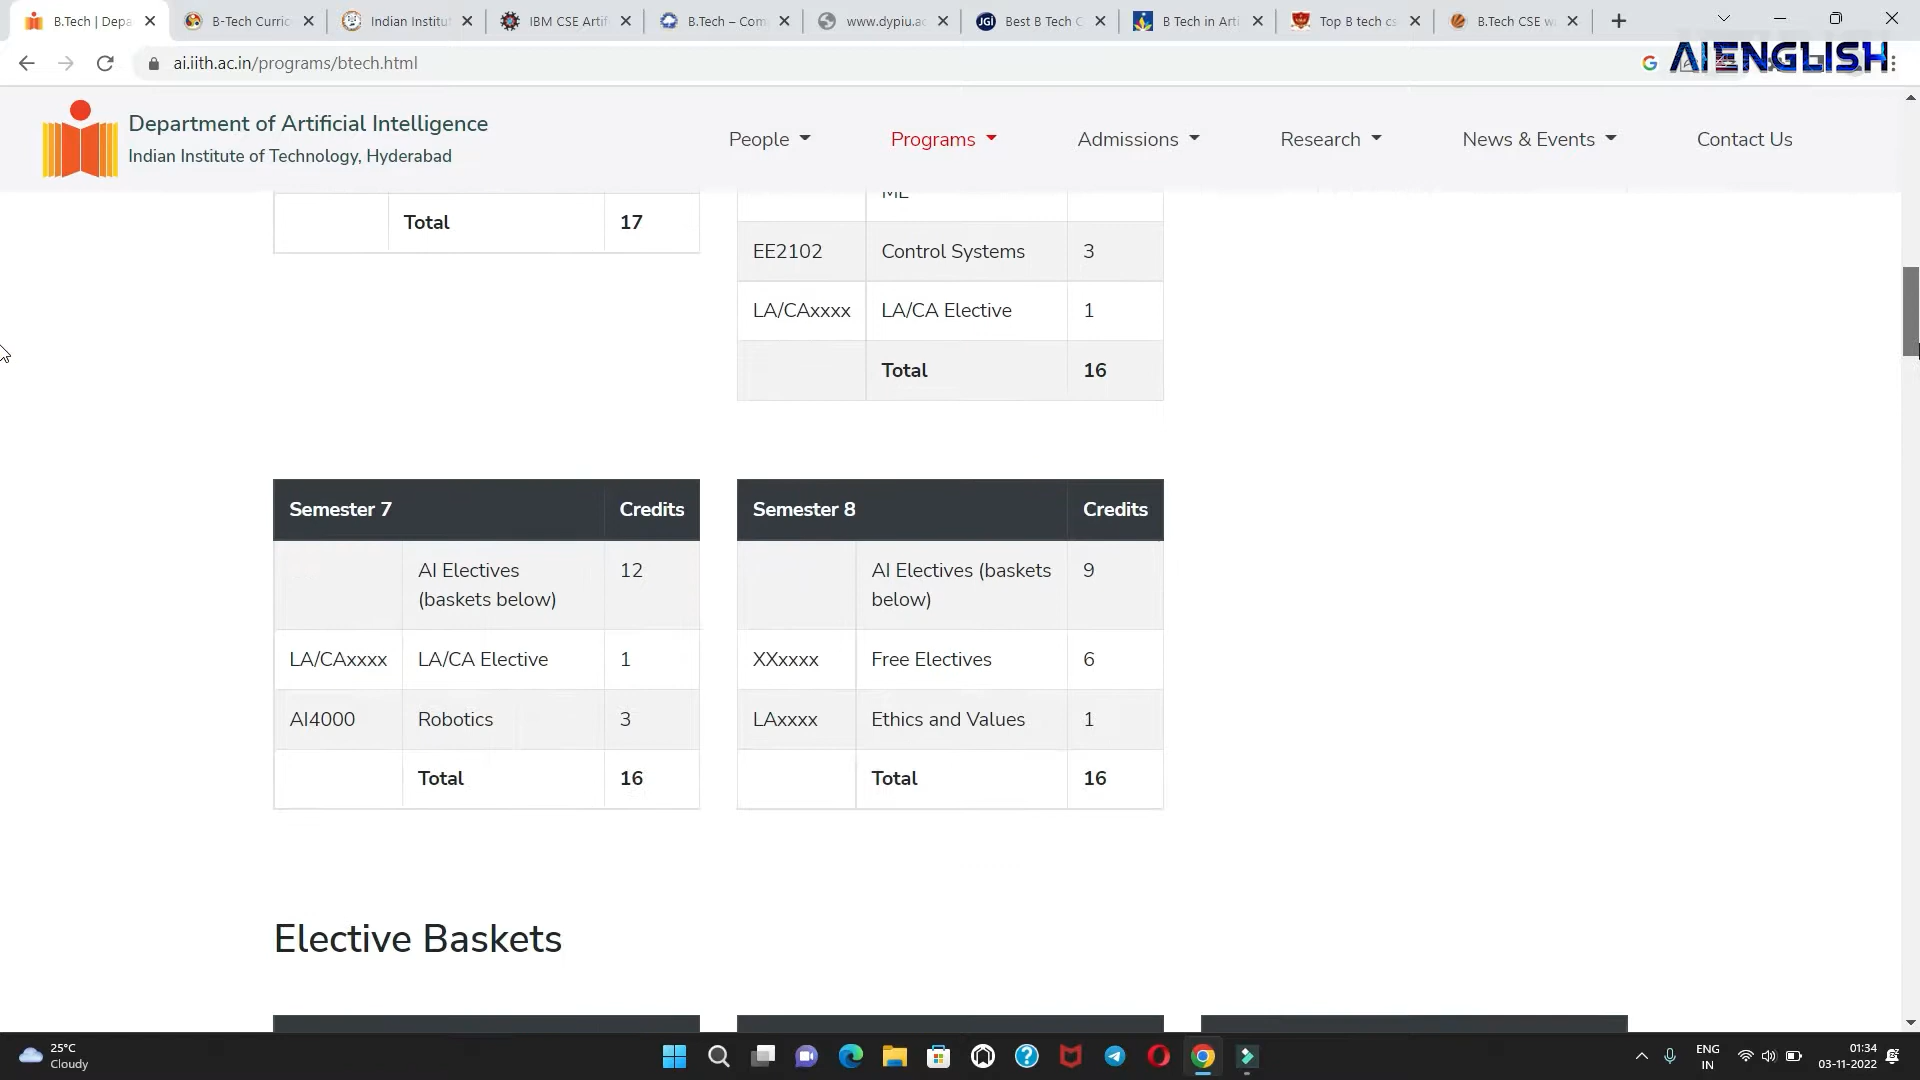 B.Tech | Depa
B-Tech Curric
Indian Institut
IBM CSE Artif
B.Tech – Com
www.dypiu.ac
JGI
Best B Tech C
B Tech in Arti
Top B tech cs
B.Tech CSE w
ai.iith.ac.in/programs/btech.html
AIENGLISH
Department of Artificial Intelligence
Indian Institute of Technology, Hyderabad
People
Programs
Admissions
Research
News & Events
Contact Us
Total 17
ML
EE2102 Control Systems 3
LA/CAxxxx LA/CA Elective 1
Total 16
Semester 7 Credits
AI Electives 12
(baskets below)
LA/CAxxxx LA/CA Elective 1
AI4000 Robotics 3
Total 16
Semester 8 Credits
AI Electives (baskets 9
below)
XXxxxx Free Electives 6
LAxxxx Ethics and Values 1
Total 16
Elective Baskets
25°C
Cloudy
ENG
IN
01:34
03-11-2022